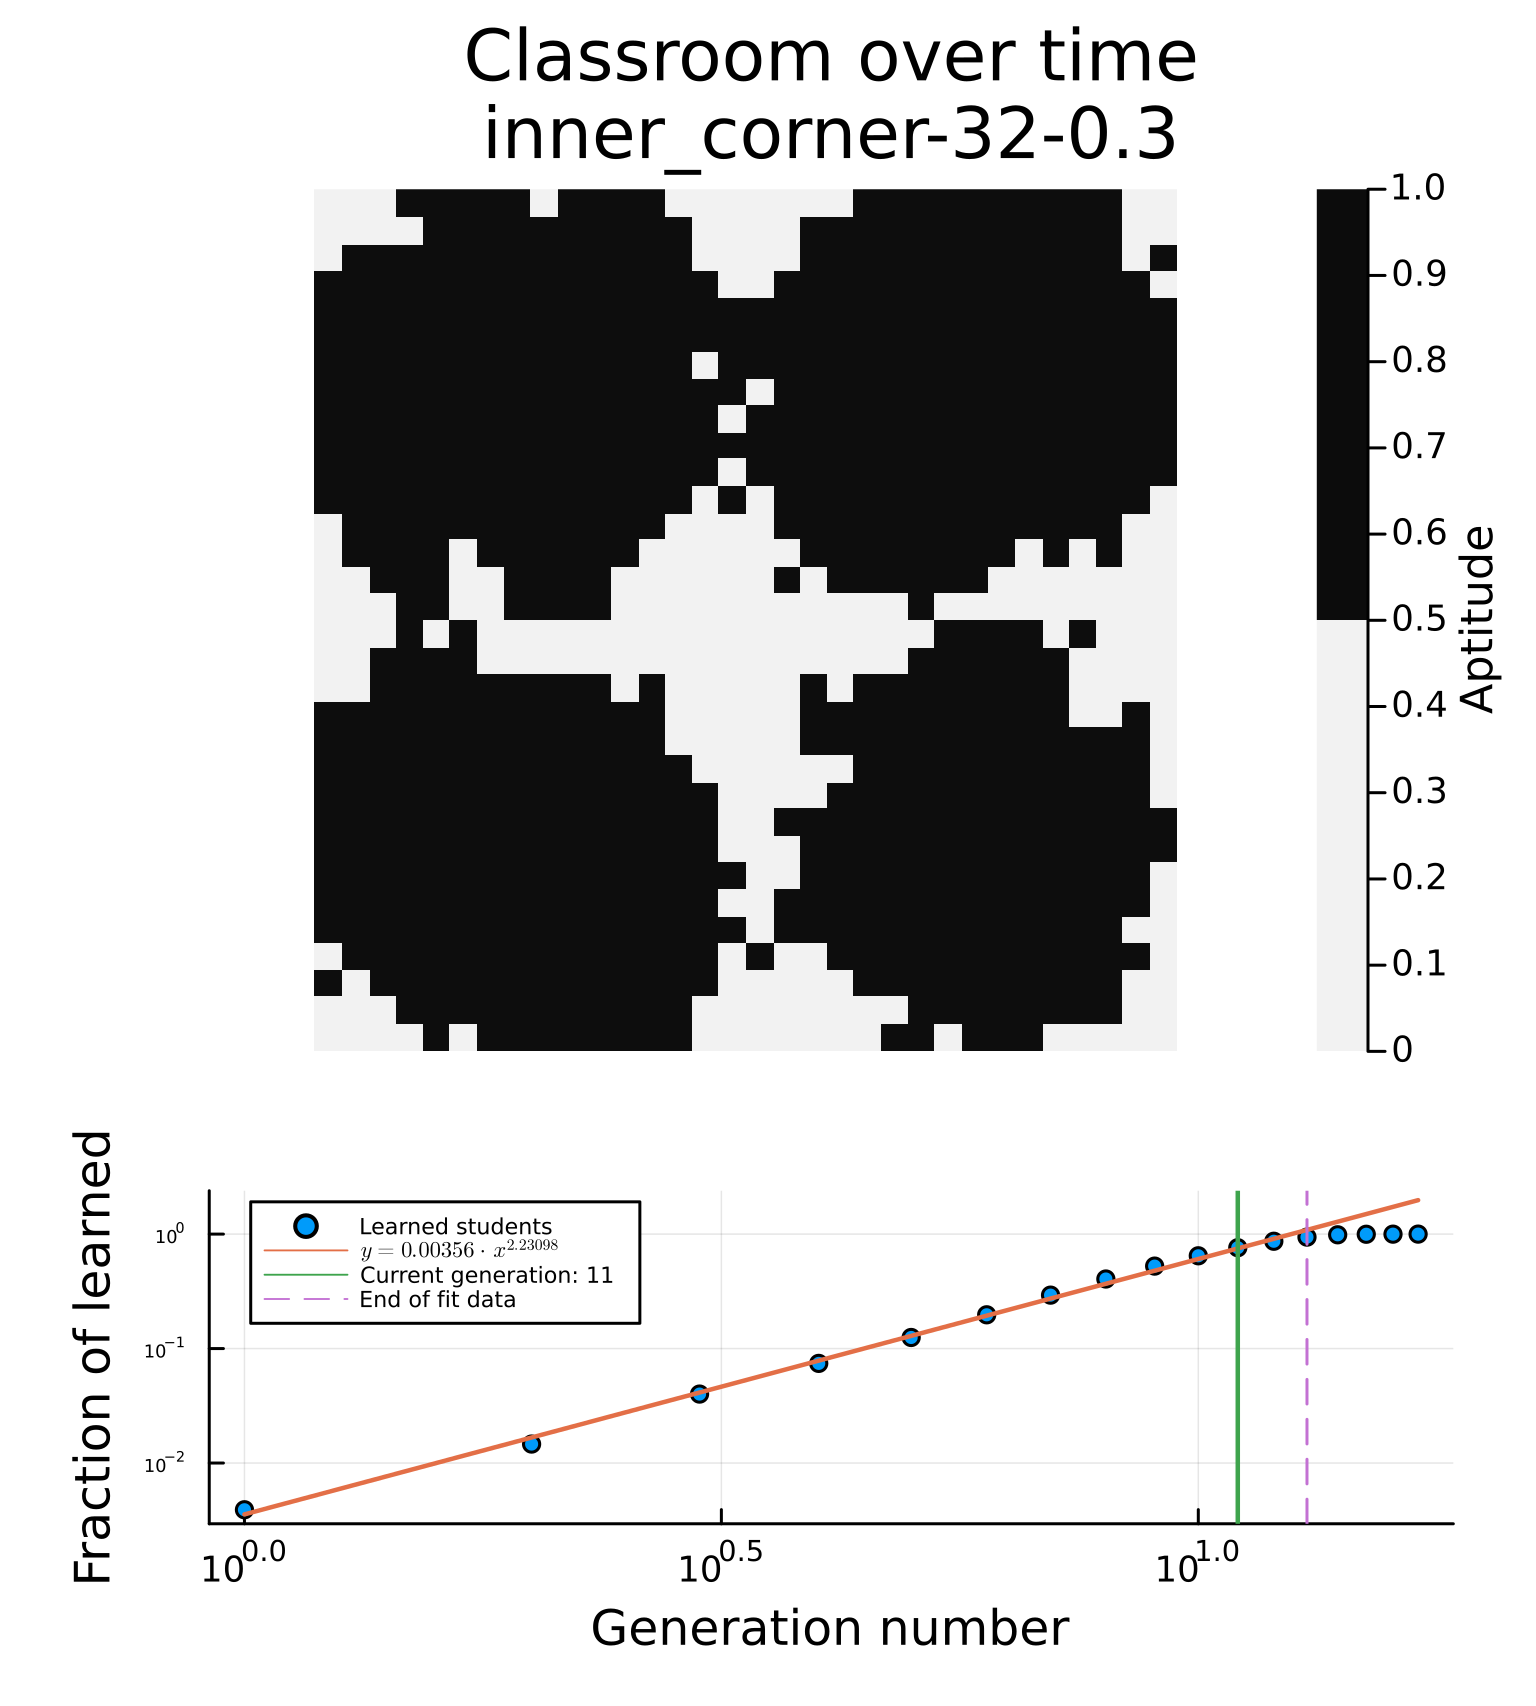 Classroom over time
inner_corner-32-0.3
1.0
0.9
0.8
0.7
0.6
0.5
0.4
0.3
0.2
0.1
0
Aptitude
Fraction of learned
10⁰
10⁻¹
10⁻²
Learned students
y = 0.00356 · x^2.23098
Current generation: 11
End of fit data
10^0.0
10^0.5
10^1.0
Generation number